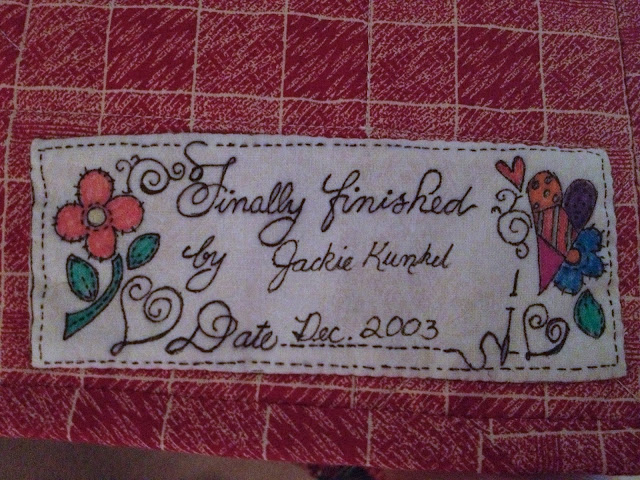 Finally finished
by Jackie Kunkel
Date Dec. 2003